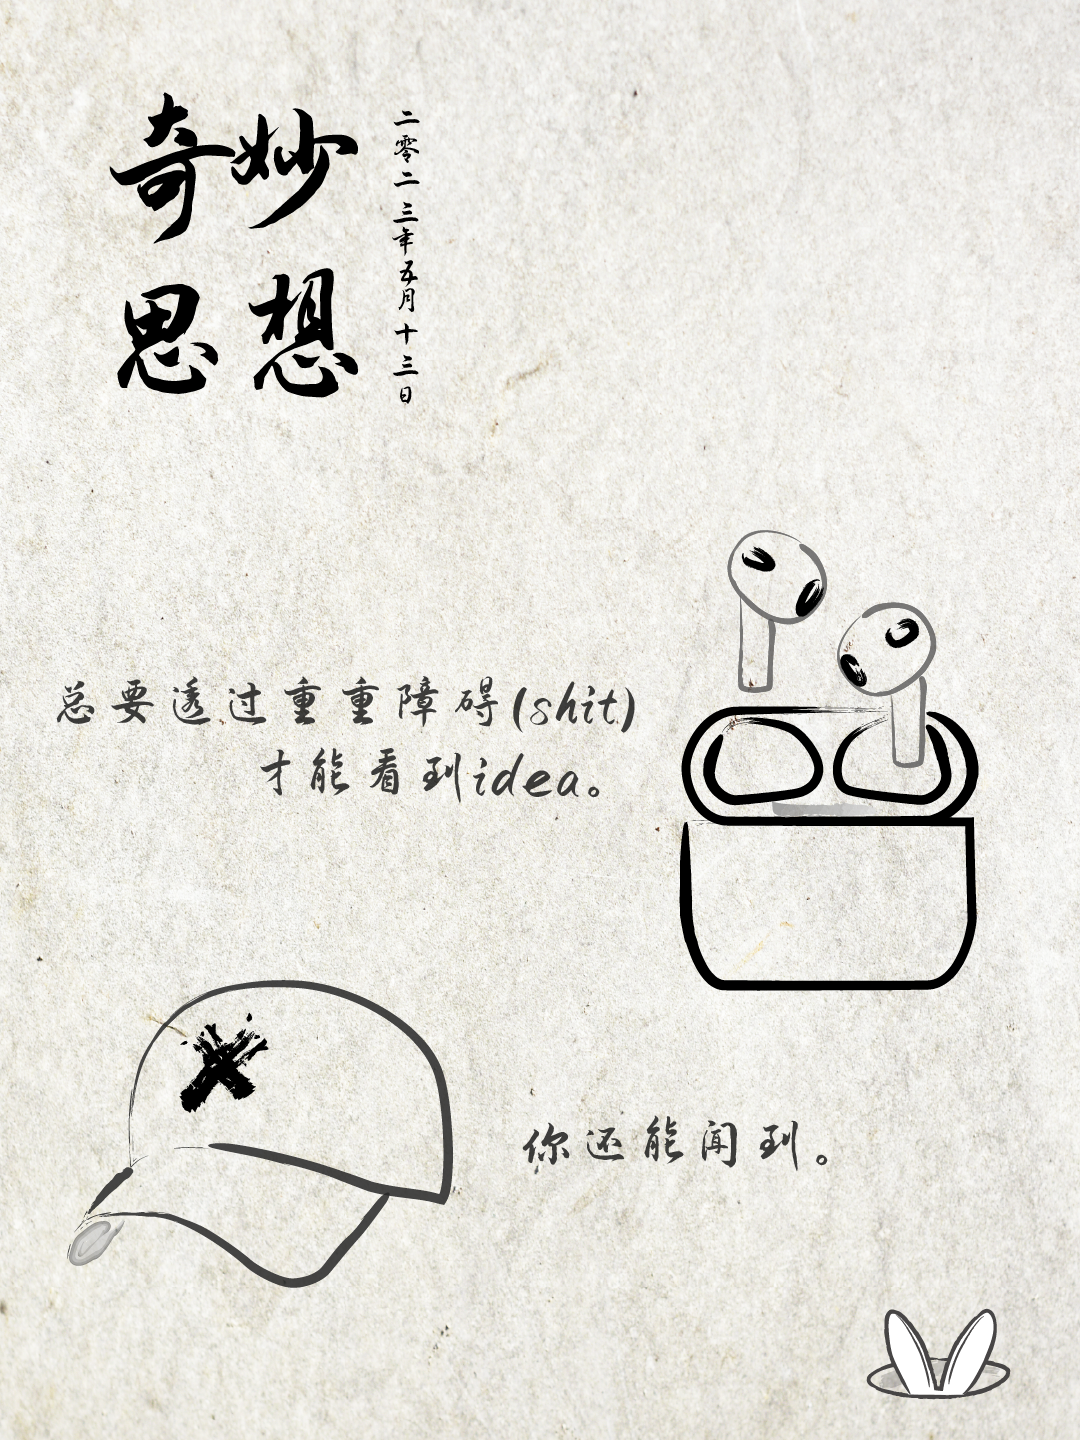 奇妙
思想
二零二三年五月十三日
总要透过重重障碍(shit)
才能看到idea。
你还能闻到。